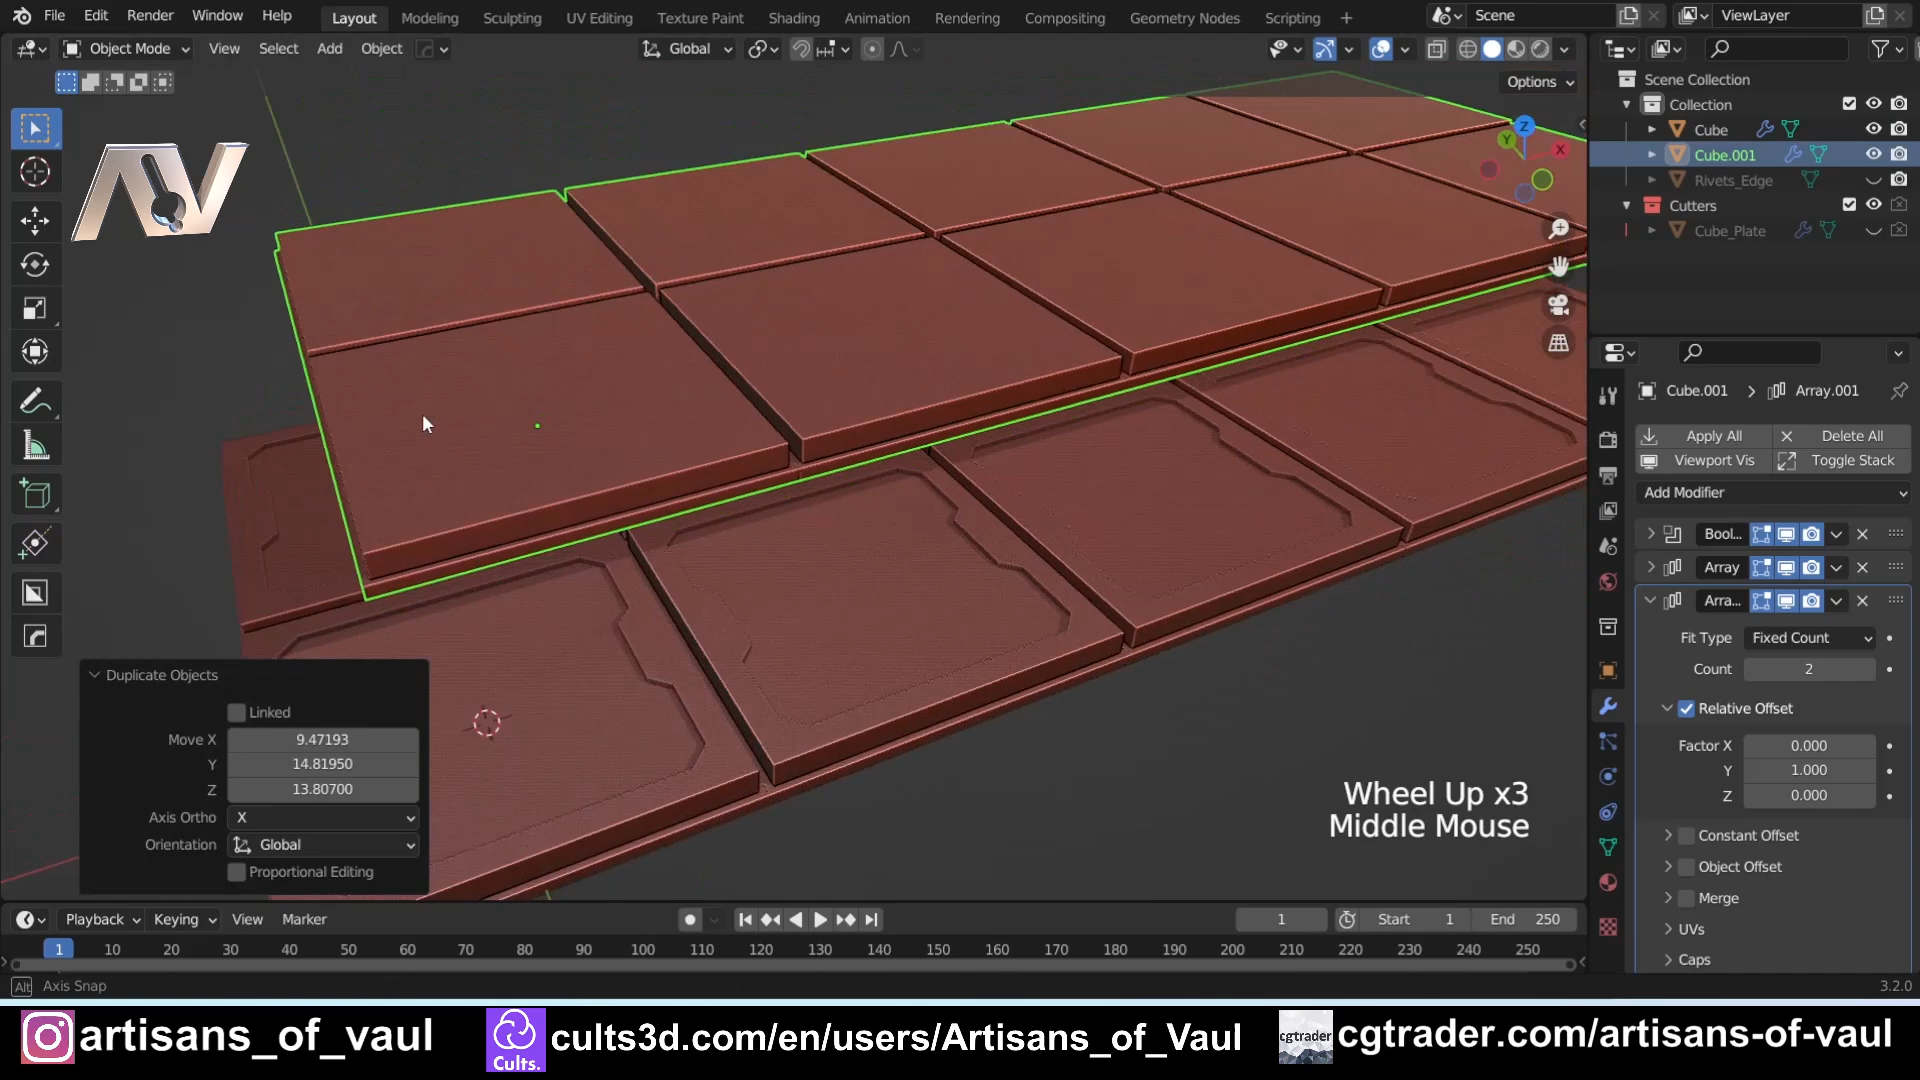 File Edit Render Window Help Layout Modeling Sculpting UV Editing Texture Paint Shading Animation Rendering Compositing Geometry Nodes Scripting + Scene ViewLayer
Object Mode View Select Add Object Global
Options
Scene Collection
Collection
Cube
Cube.001
Rivets_Edge
Cutters
Cube_Plate
X
Y
Z
AV
Cube.001 > Array.001
Apply All Delete All
Viewport Vis Toggle Stack
Add Modifier
Bool...
Array
Arra...
Fit Type Fixed Count
Count 2
Relative Offset
Factor X 0.000
Y 1.000
Z 0.000
Constant Offset
Object Offset
Merge
UVs
Caps
Duplicate Objects
Linked
Move X 9.47193
Y 14.81950
Z 13.80700
Axis Ortho X
Orientation Global
Proportional Editing
Wheel Up x3
Middle Mouse
Playback Keying View Marker 1 Start 1 End 250
1 10 20 30 40 50 60 70 80 90 100 110 120 130 140 150 160 170 180 190 200 210 220 230 240 250
Alt Axis Snap 3.2.0
artisans_of_vaul Cults. cults3d.com/en/users/Artisans_of_Vaul cgtrader cgtrader.com/artisans-of-vaul